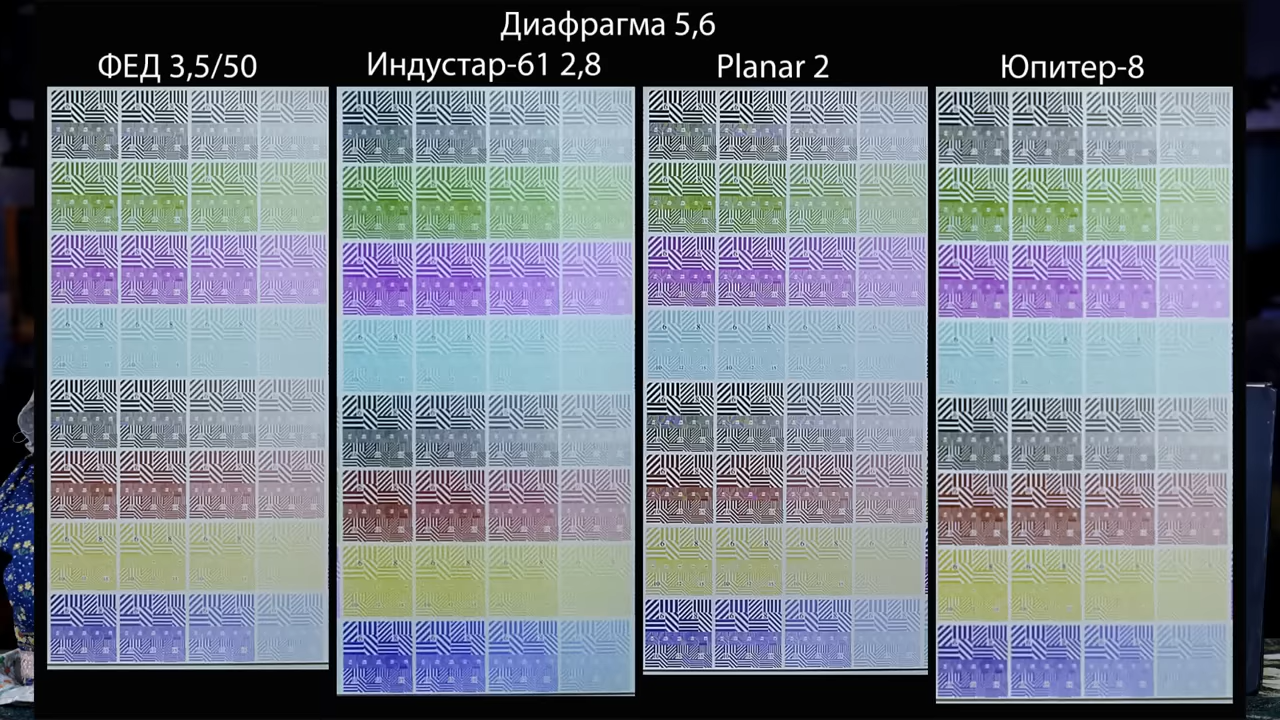 Диафрагма 5,6
ФЕД 3,5/50
Индустар-61 2,8
Planar 2
Юпитер-8